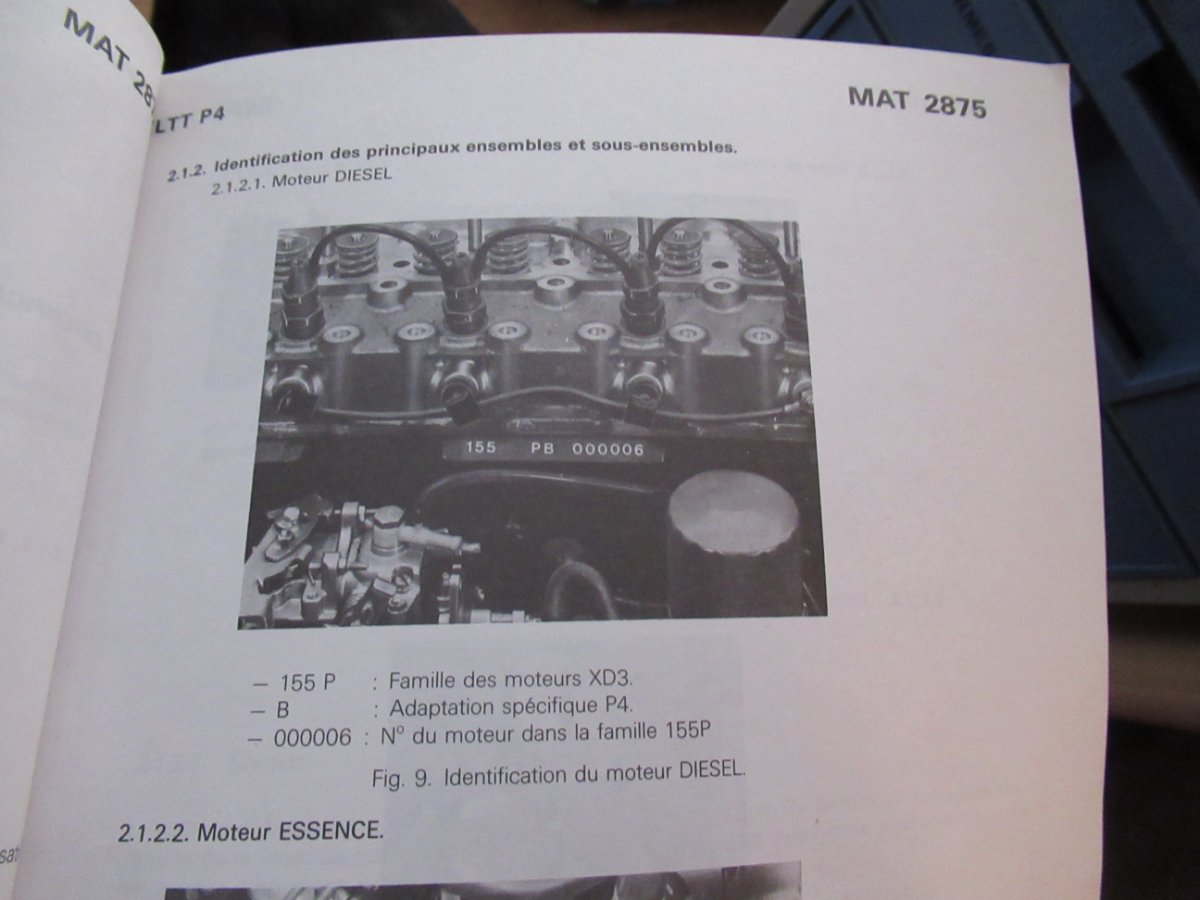 MAT 28
LTT P4
MAT 2875
2.1.2. Identification des principaux ensembles et sous-ensembles.
2.1.2.1. Moteur DIESEL
155 PB 000006
— 155 P : Famille des moteurs XD3.
— B : Adaptation spécifique P4.
— 000006 : Nº du moteur dans la famille 155P
Fig. 9. Identification du moteur DIESEL.
2.1.2.2. Moteur ESSENCE.
sat